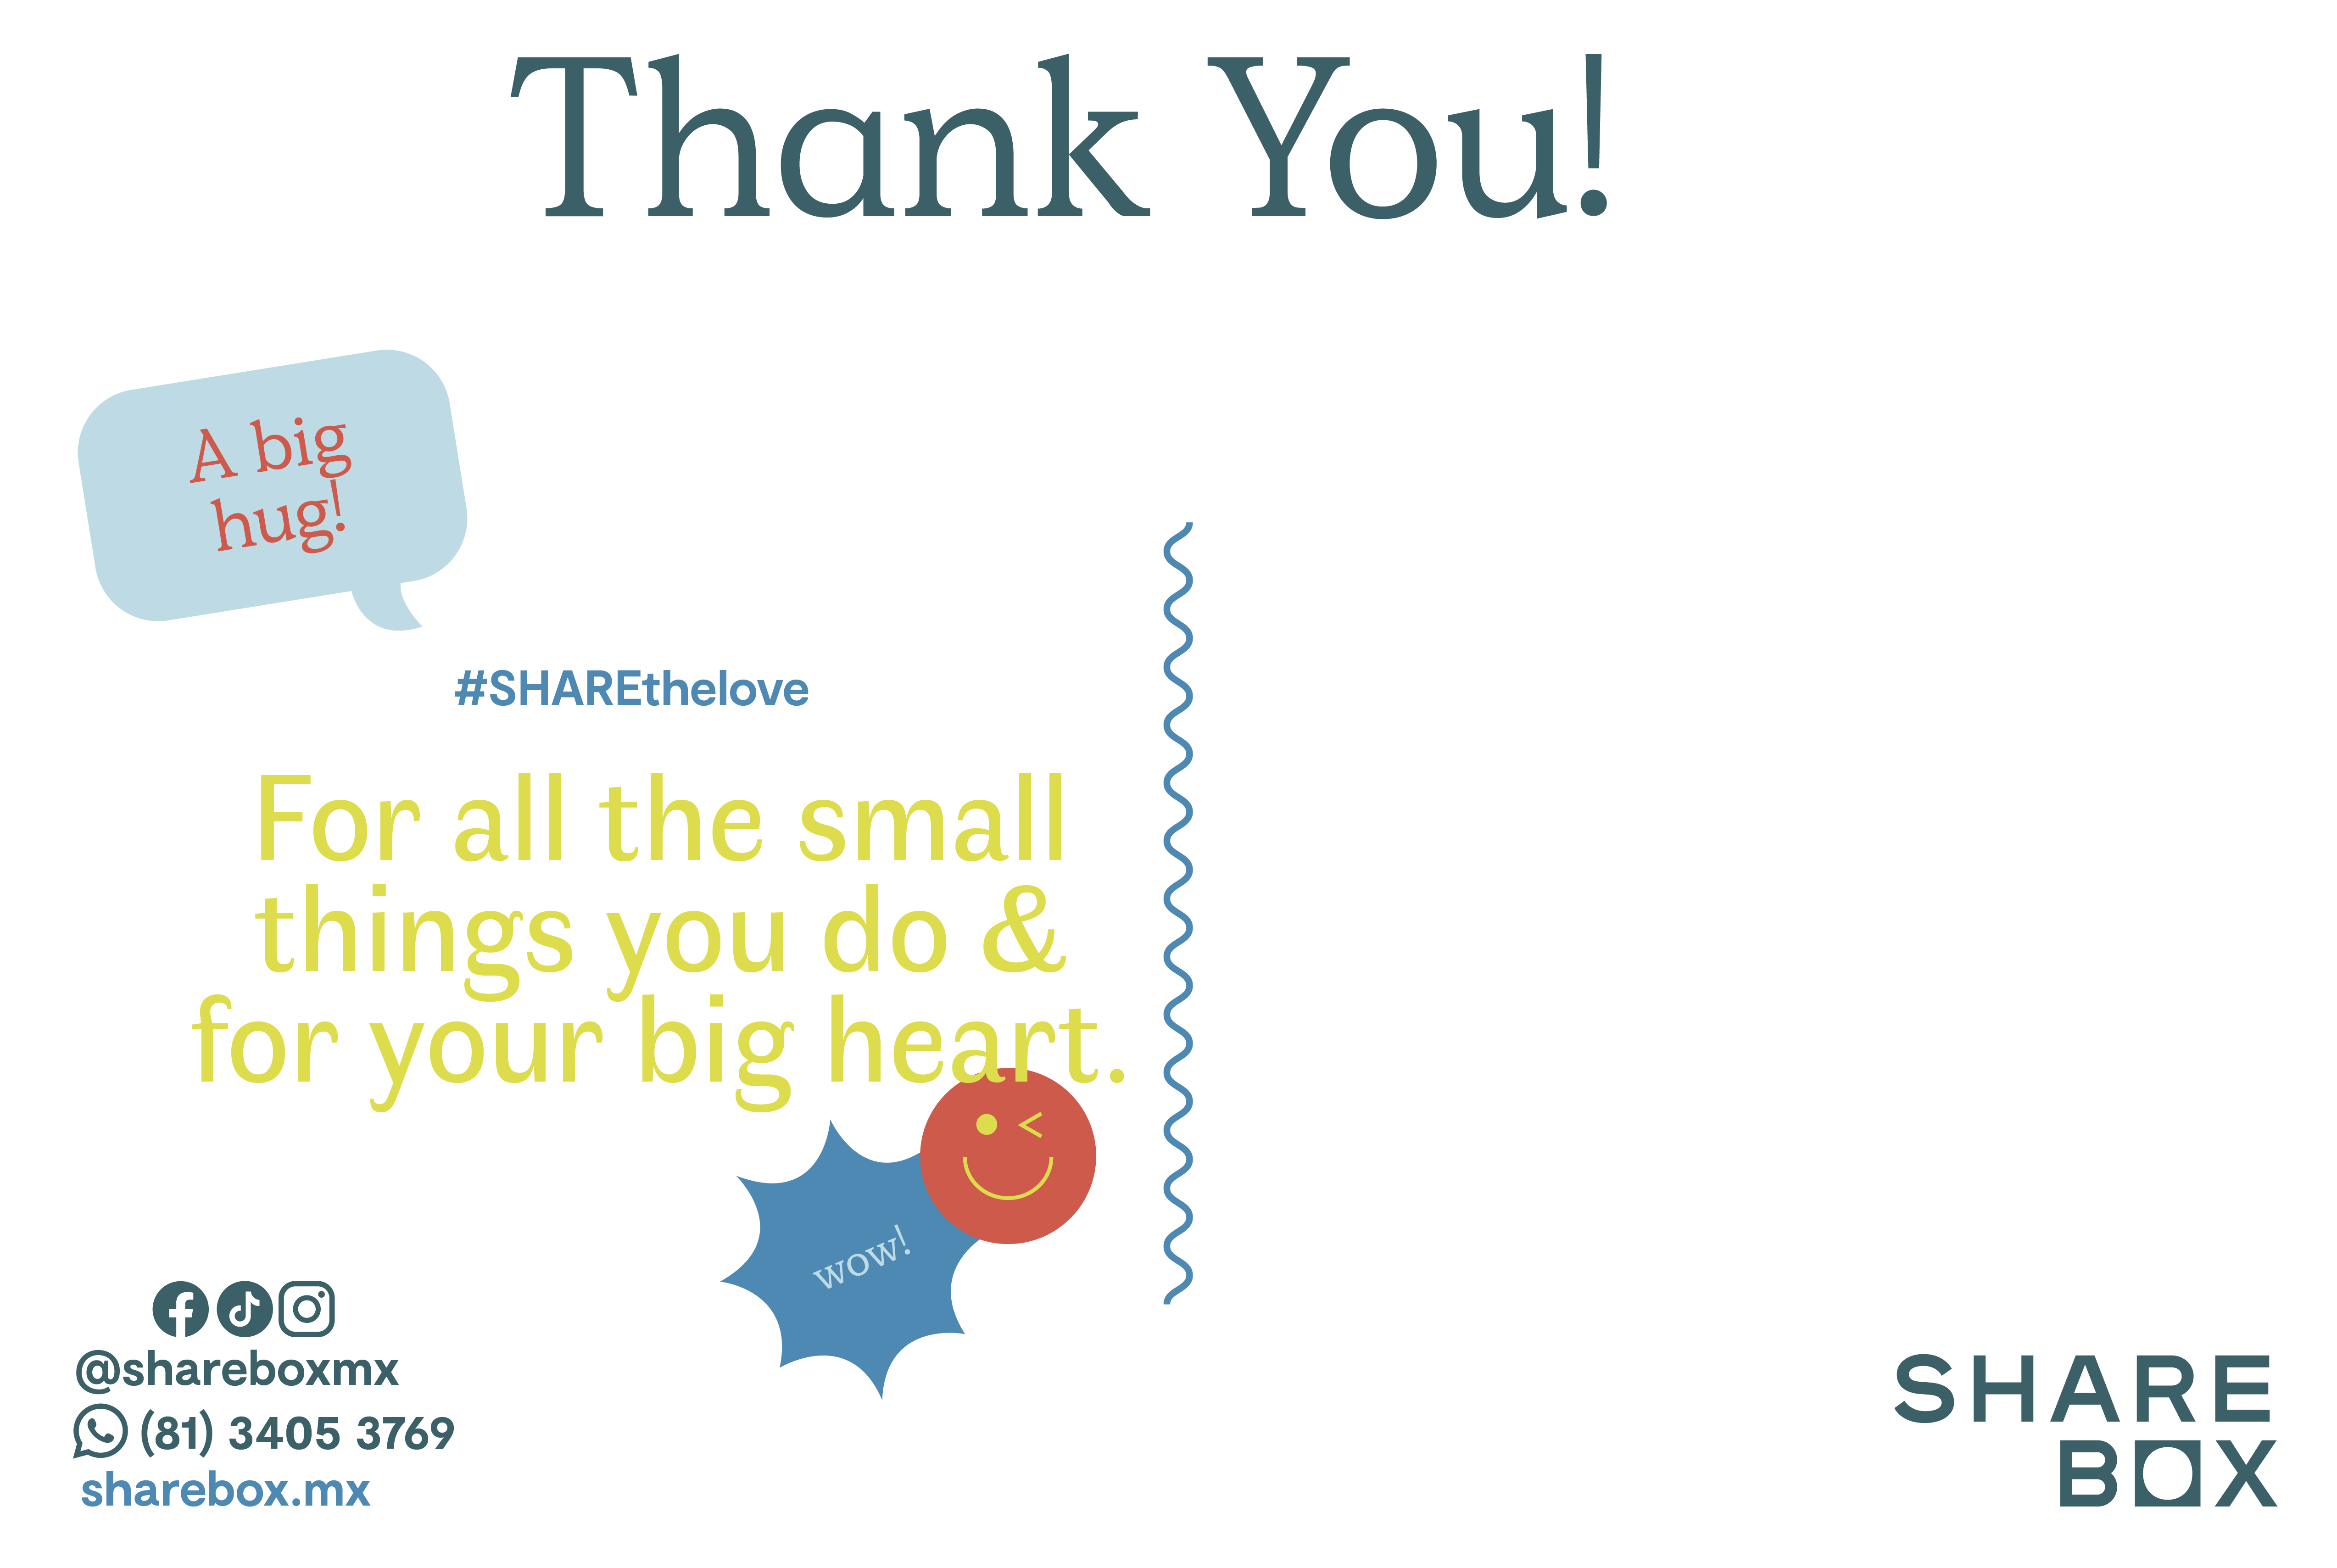 Thank You!
A big
hug!
#SHAREthelove
For all the small
things you do &
for your big heart.
wow!
@shareboxmx
(81) 3405 3769
sharebox.mx
SHARE
BOX